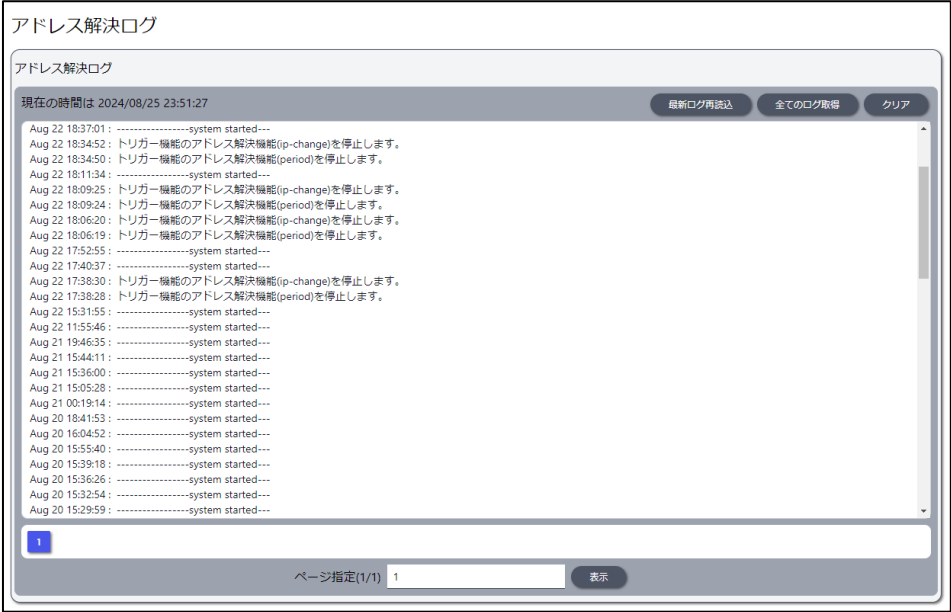 アドレス解決ログ
アドレス解決ログ
現在の時間は 2024/08/25 23:51:27 最新ログ再読込 全てのログ取得 クリア
Aug 22 18:37:01 : -----------------system started---
Aug 22 18:34:52 : トリガー機能のアドレス解決機能(ip-change)を停止します。
Aug 22 18:34:50 : トリガー機能のアドレス解決機能(period)を停止します。
Aug 22 18:11:34 : -----------------system started---
Aug 22 18:09:25 : トリガー機能のアドレス解決機能(ip-change)を停止します。
Aug 22 18:09:24 : トリガー機能のアドレス解決機能(period)を停止します。
Aug 22 18:06:20 : トリガー機能のアドレス解決機能(ip-change)を停止します。
Aug 22 18:06:19 : トリガー機能のアドレス解決機能(period)を停止します。
Aug 22 17:52:55 : -----------------system started---
Aug 22 17:40:37 : -----------------system started---
Aug 22 17:38:30 : トリガー機能のアドレス解決機能(ip-change)を停止します。
Aug 22 17:38:28 : トリガー機能のアドレス解決機能(period)を停止します。
Aug 22 15:31:55 : -----------------system started---
Aug 22 11:55:46 : -----------------system started---
Aug 21 19:46:35 : -----------------system started---
Aug 21 15:44:11 : -----------------system started---
Aug 21 15:36:00 : -----------------system started---
Aug 21 15:05:28 : -----------------system started---
Aug 21 00:19:14 : -----------------system started---
Aug 20 18:41:53 : -----------------system started---
Aug 20 16:04:52 : -----------------system started---
Aug 20 15:55:40 : -----------------system started---
Aug 20 15:39:18 : -----------------system started---
Aug 20 15:36:26 : -----------------system started---
Aug 20 15:32:54 : -----------------system started---
Aug 20 15:29:59 : -----------------system started---
1
ページ指定(1/1) 1 表示